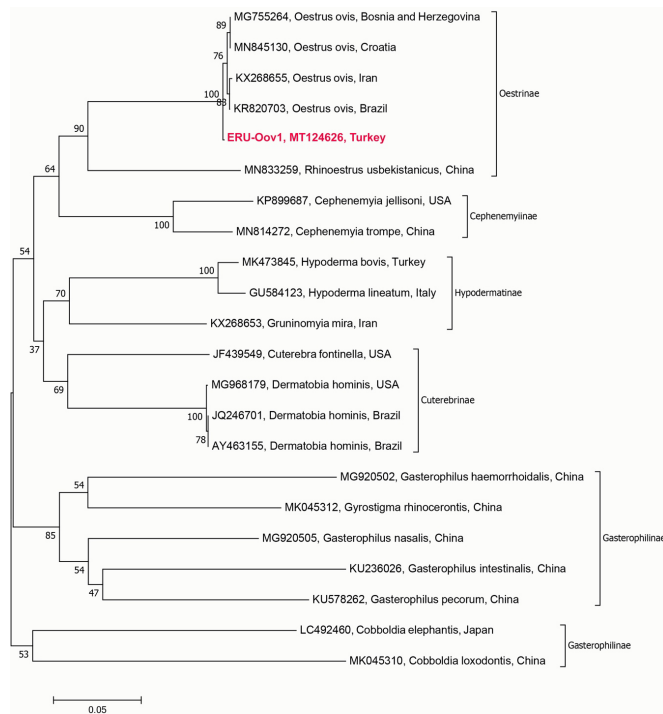 MG755264, Oestrus ovis, Bosnia and Herzegovina
89
MN845130, Oestrus ovis, Croatia
76
KX268655, Oestrus ovis, Iran
Oestrinae
100
83
KR820703, Oestrus ovis, Brazil
90
ERU-Oov1, MT124626, Turkey
64
MN833259, Rhinoestrus usbekistanicus, China
KP899687, Cephenemyia jellisoni, USA
Cephenemyiinae
100
MN814272, Cephenemyia trompe, China
54
MK473845, Hypoderma bovis, Turkey
100
70
GU584123, Hypoderma lineatum, Italy
Hypodermatinae
KX268653, Gruninomyia mira, Iran
37
JF439549, Cuterebra fontinella, USA
69
MG968179, Dermatobia hominis, USA
Cuterebrinae
100
JQ246701, Dermatobia hominis, Brazil
78
AY463155, Dermatobia hominis, Brazil
MG920502, Gasterophilus haemorrhoidalis, China
54
MK045312, Gyrostigma rhinocerontis, China
85
MG920505, Gasterophilus nasalis, China
Gasterophilinae
54
KU236026, Gasterophilus intestinalis, China
47
KU578262, Gasterophilus pecorum, China
LC492460, Cobboldia elephantis, Japan
Gasterophilinae
53
MK045310, Cobboldia loxodontis, China
0.05